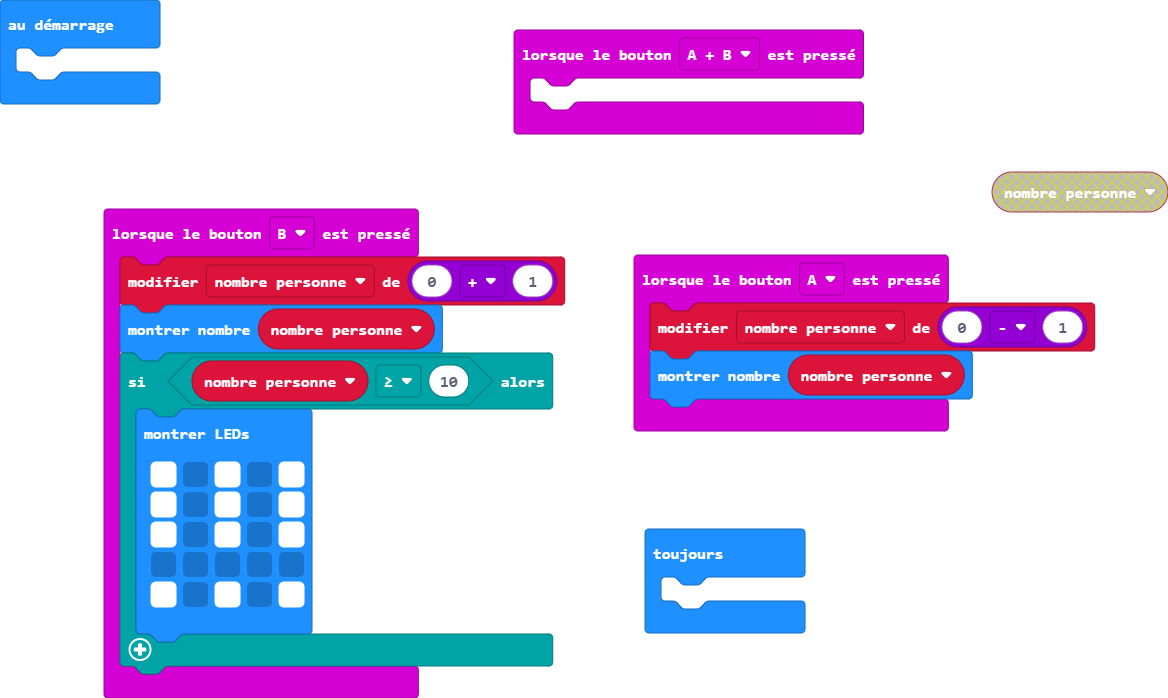 au démarrage
lorsque le bouton A + B est pressé
nombre personne
lorsque le bouton B est pressé
modifier nombre personne de 0 + 1
montrer nombre nombre personne
si nombre personne ≥ 10 alors
montrer LEDs
lorsque le bouton A est pressé
modifier nombre personne de 0 - 1
montrer nombre nombre personne
toujours